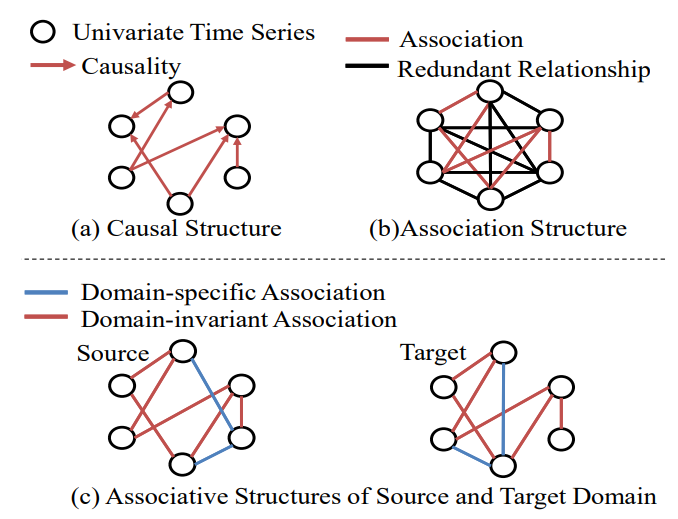 Univariate Time Series
Causality
Association
Redundant Relationship
(a) Causal Structure
(b)Association Structure
Domain-specific Association
Domain-invariant Association
Source
Target
(c) Associative Structures of Source and Target Domain